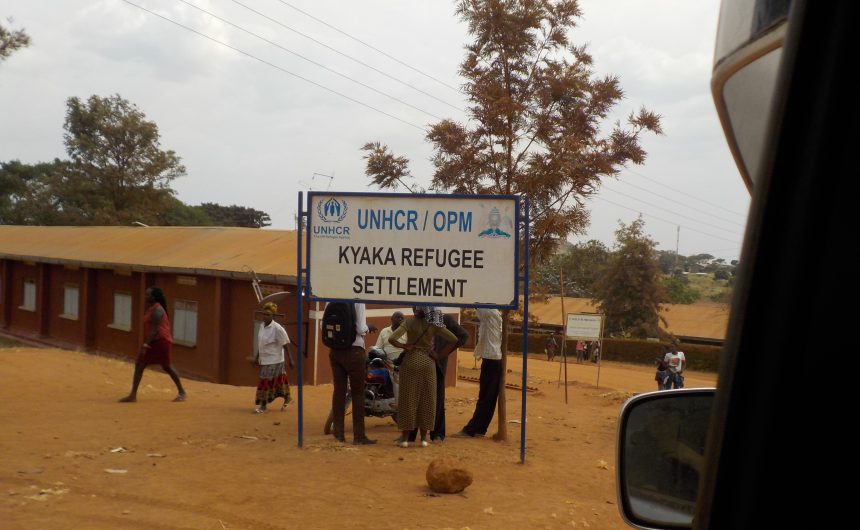 UNHCR / OPM
UNHCR
KYAKA REFUGEE
SETTLEMENT